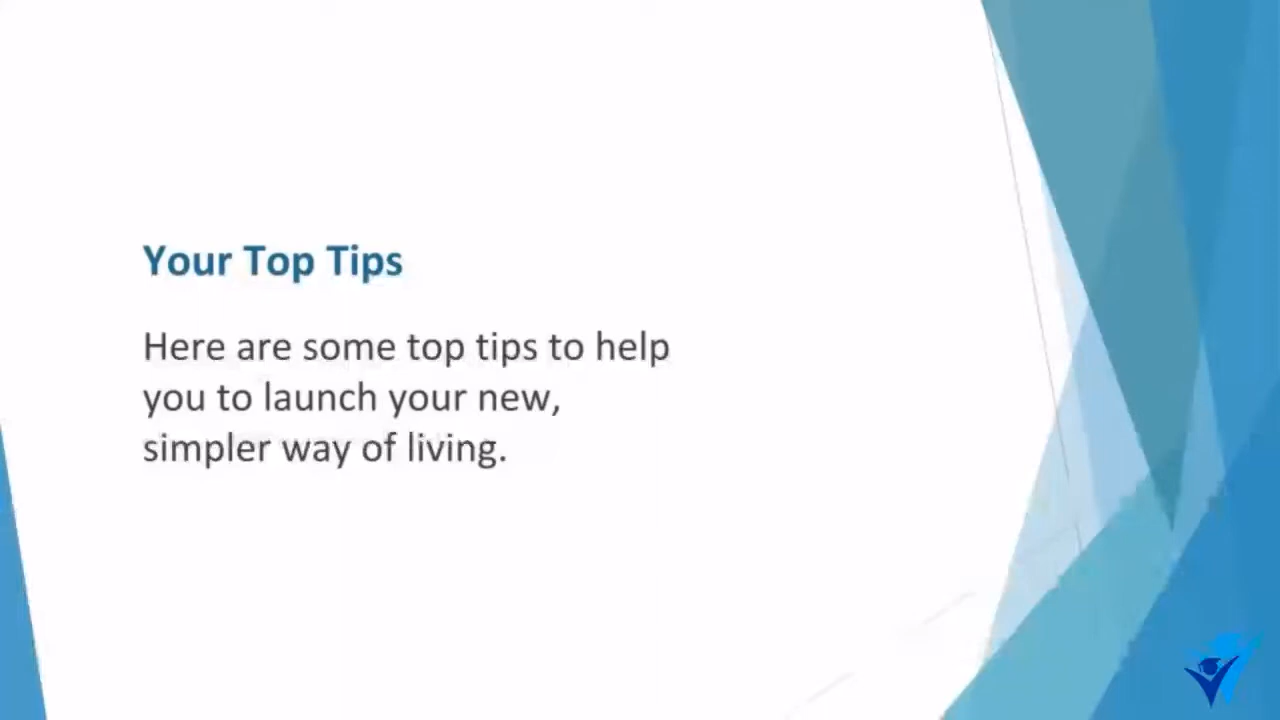 Your Top Tips
Here are some top tips to help
you to launch your new,
simpler way of living.